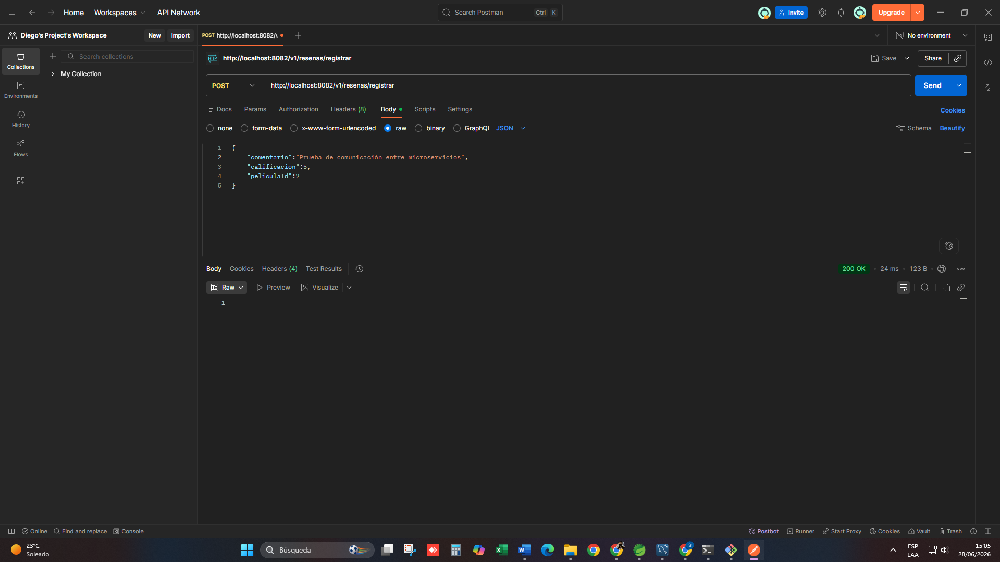 Home
Workspaces
API Network
Search Postman
Ctrl
K
Invite
Upgrade
Diego's Project's Workspace
New
Import
POST http://localhost:8082/v
No environment
Collections
Search collections
HTTP
http://localhost:8082/v1/resenas/registrar
Save
Share
My Collection
Environments
POST
http://localhost:8082/v1/resenas/registrar
Send
History
Docs
Params
Authorization
Headers (8)
Body
Scripts
Settings
Cookies
none
form-data
x-www-form-urlencoded
raw
binary
GraphQL
JSON
Schema
Beautify
Flows
1 {
2 "comentario":"Prueba de comunicación entre microservicios",
3 "calificacion":5,
4 "peliculaId":2
5 }
Body
Cookies
Headers (4)
Test Results
200 OK
24 ms
123 B
Raw
Preview
Visualize
1
Online
Find and replace
Console
Postbot
Runner
Start Proxy
Cookies
Vault
Trash
23°C
Soleado
Búsqueda
ESP
LAA
15:05
28/06/2026